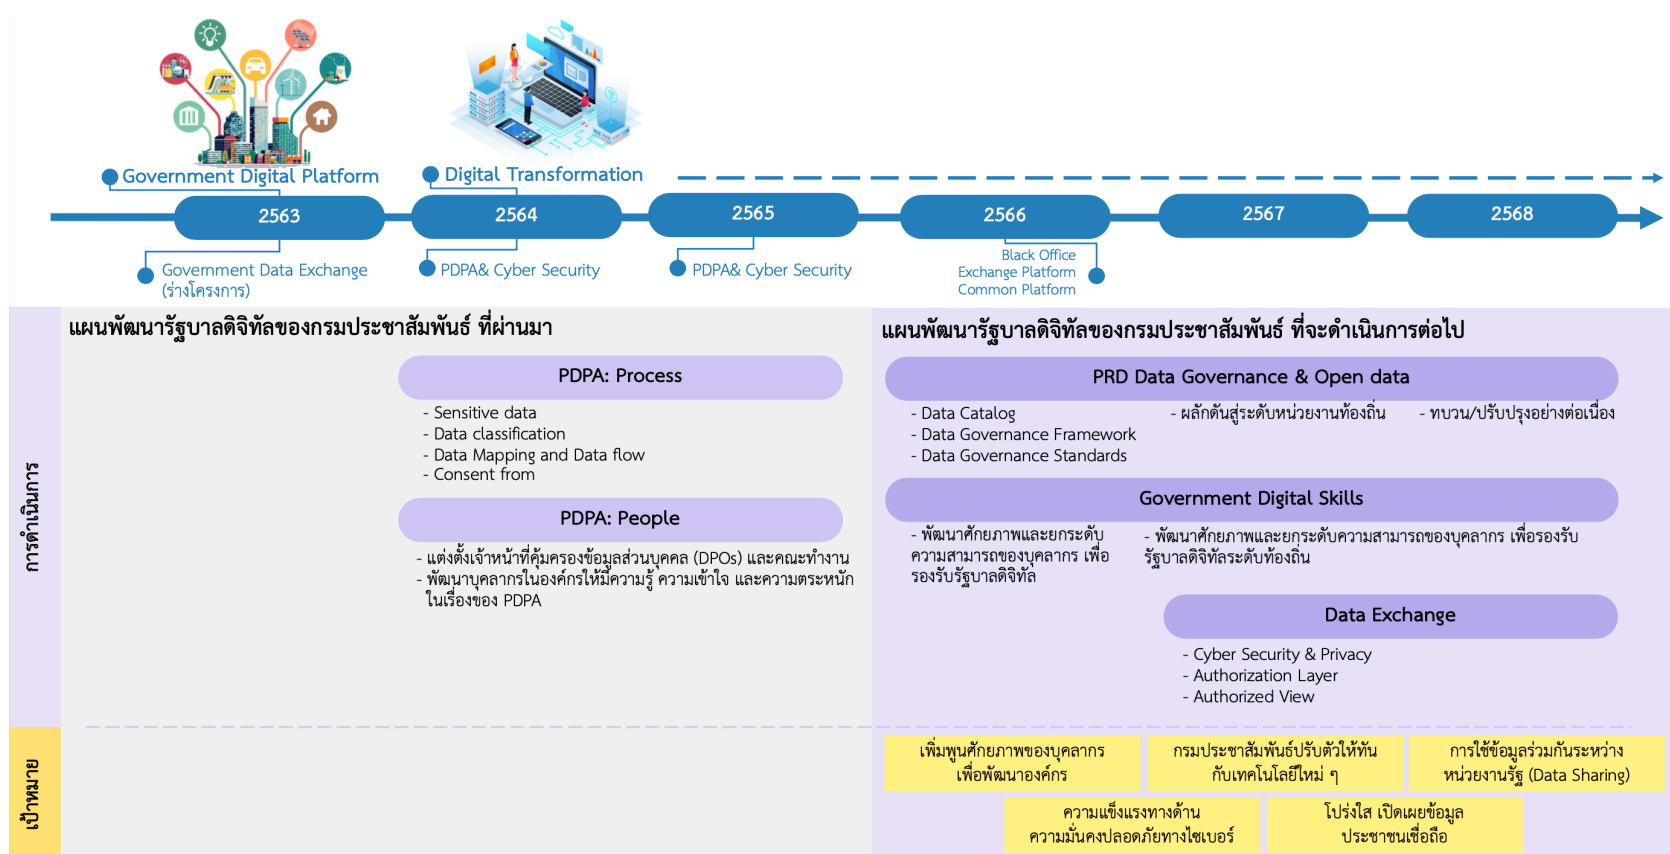 Government Digital Platform
Digital Transformation
2563
2564
2565
2566
2567
2568
Government Data Exchange
(ร่างโครงการ)
PDPA& Cyber Security
PDPA& Cyber Security
Black Office
Exchange Platform
Common Platform
การดำเนินการ
แผนพัฒนารัฐบาลดิจิทัลของกรมประชาสัมพันธ์ ที่ผ่านมา
PDPA: Process
- Sensitive data
- Data classification
- Data Mapping and Data flow
- Consent from
PDPA: People
- แต่งตั้งเจ้าหน้าที่คุ้มครองข้อมูลส่วนบุคคล (DPOs) และคณะทำงาน
- พัฒนาบุคลากรในองค์กรให้มีความรู้ ความเข้าใจ และความตระหนัก
ในเรื่องของ PDPA
แผนพัฒนารัฐบาลดิจิทัลของกรมประชาสัมพันธ์ ที่จะดำเนินการต่อไป
PRD Data Governance & Open data
- Data Catalog
- Data Governance Framework
- Data Governance Standards
- ผลักดันสู่ระดับหน่วยงานท้องถิ่น
- ทบวน/ปรับปรุงอย่างต่อเนื่อง
Government Digital Skills
- พัฒนาศักยภาพและยกระดับ
ความสามารถของบุคลากร เพื่อ
รองรับรัฐบาลดิจิทัล
- พัฒนาศักยภาพและยกระดับความสามารถของบุคลากร เพื่อรองรับ
รัฐบาลดิจิทัลระดับท้องถิ่น
Data Exchange
- Cyber Security & Privacy
- Authorization Layer
- Authorized View
เป้าหมาย
เพิ่มพูนศักยภาพของบุคลากร
เพื่อพัฒนาองค์กร
กรมประชาสัมพันธ์ปรับตัวให้ทัน
กับเทคโนโลยีใหม่ ๆ
การใช้ข้อมูลร่วมกันระหว่าง
หน่วยงานรัฐ (Data Sharing)
ความแข็งแรงทางด้าน
ความมั่นคงปลอดภัยทางไซเบอร์
โปร่งใส เปิดเผยข้อมูล
ประชาชนเชื่อถือ